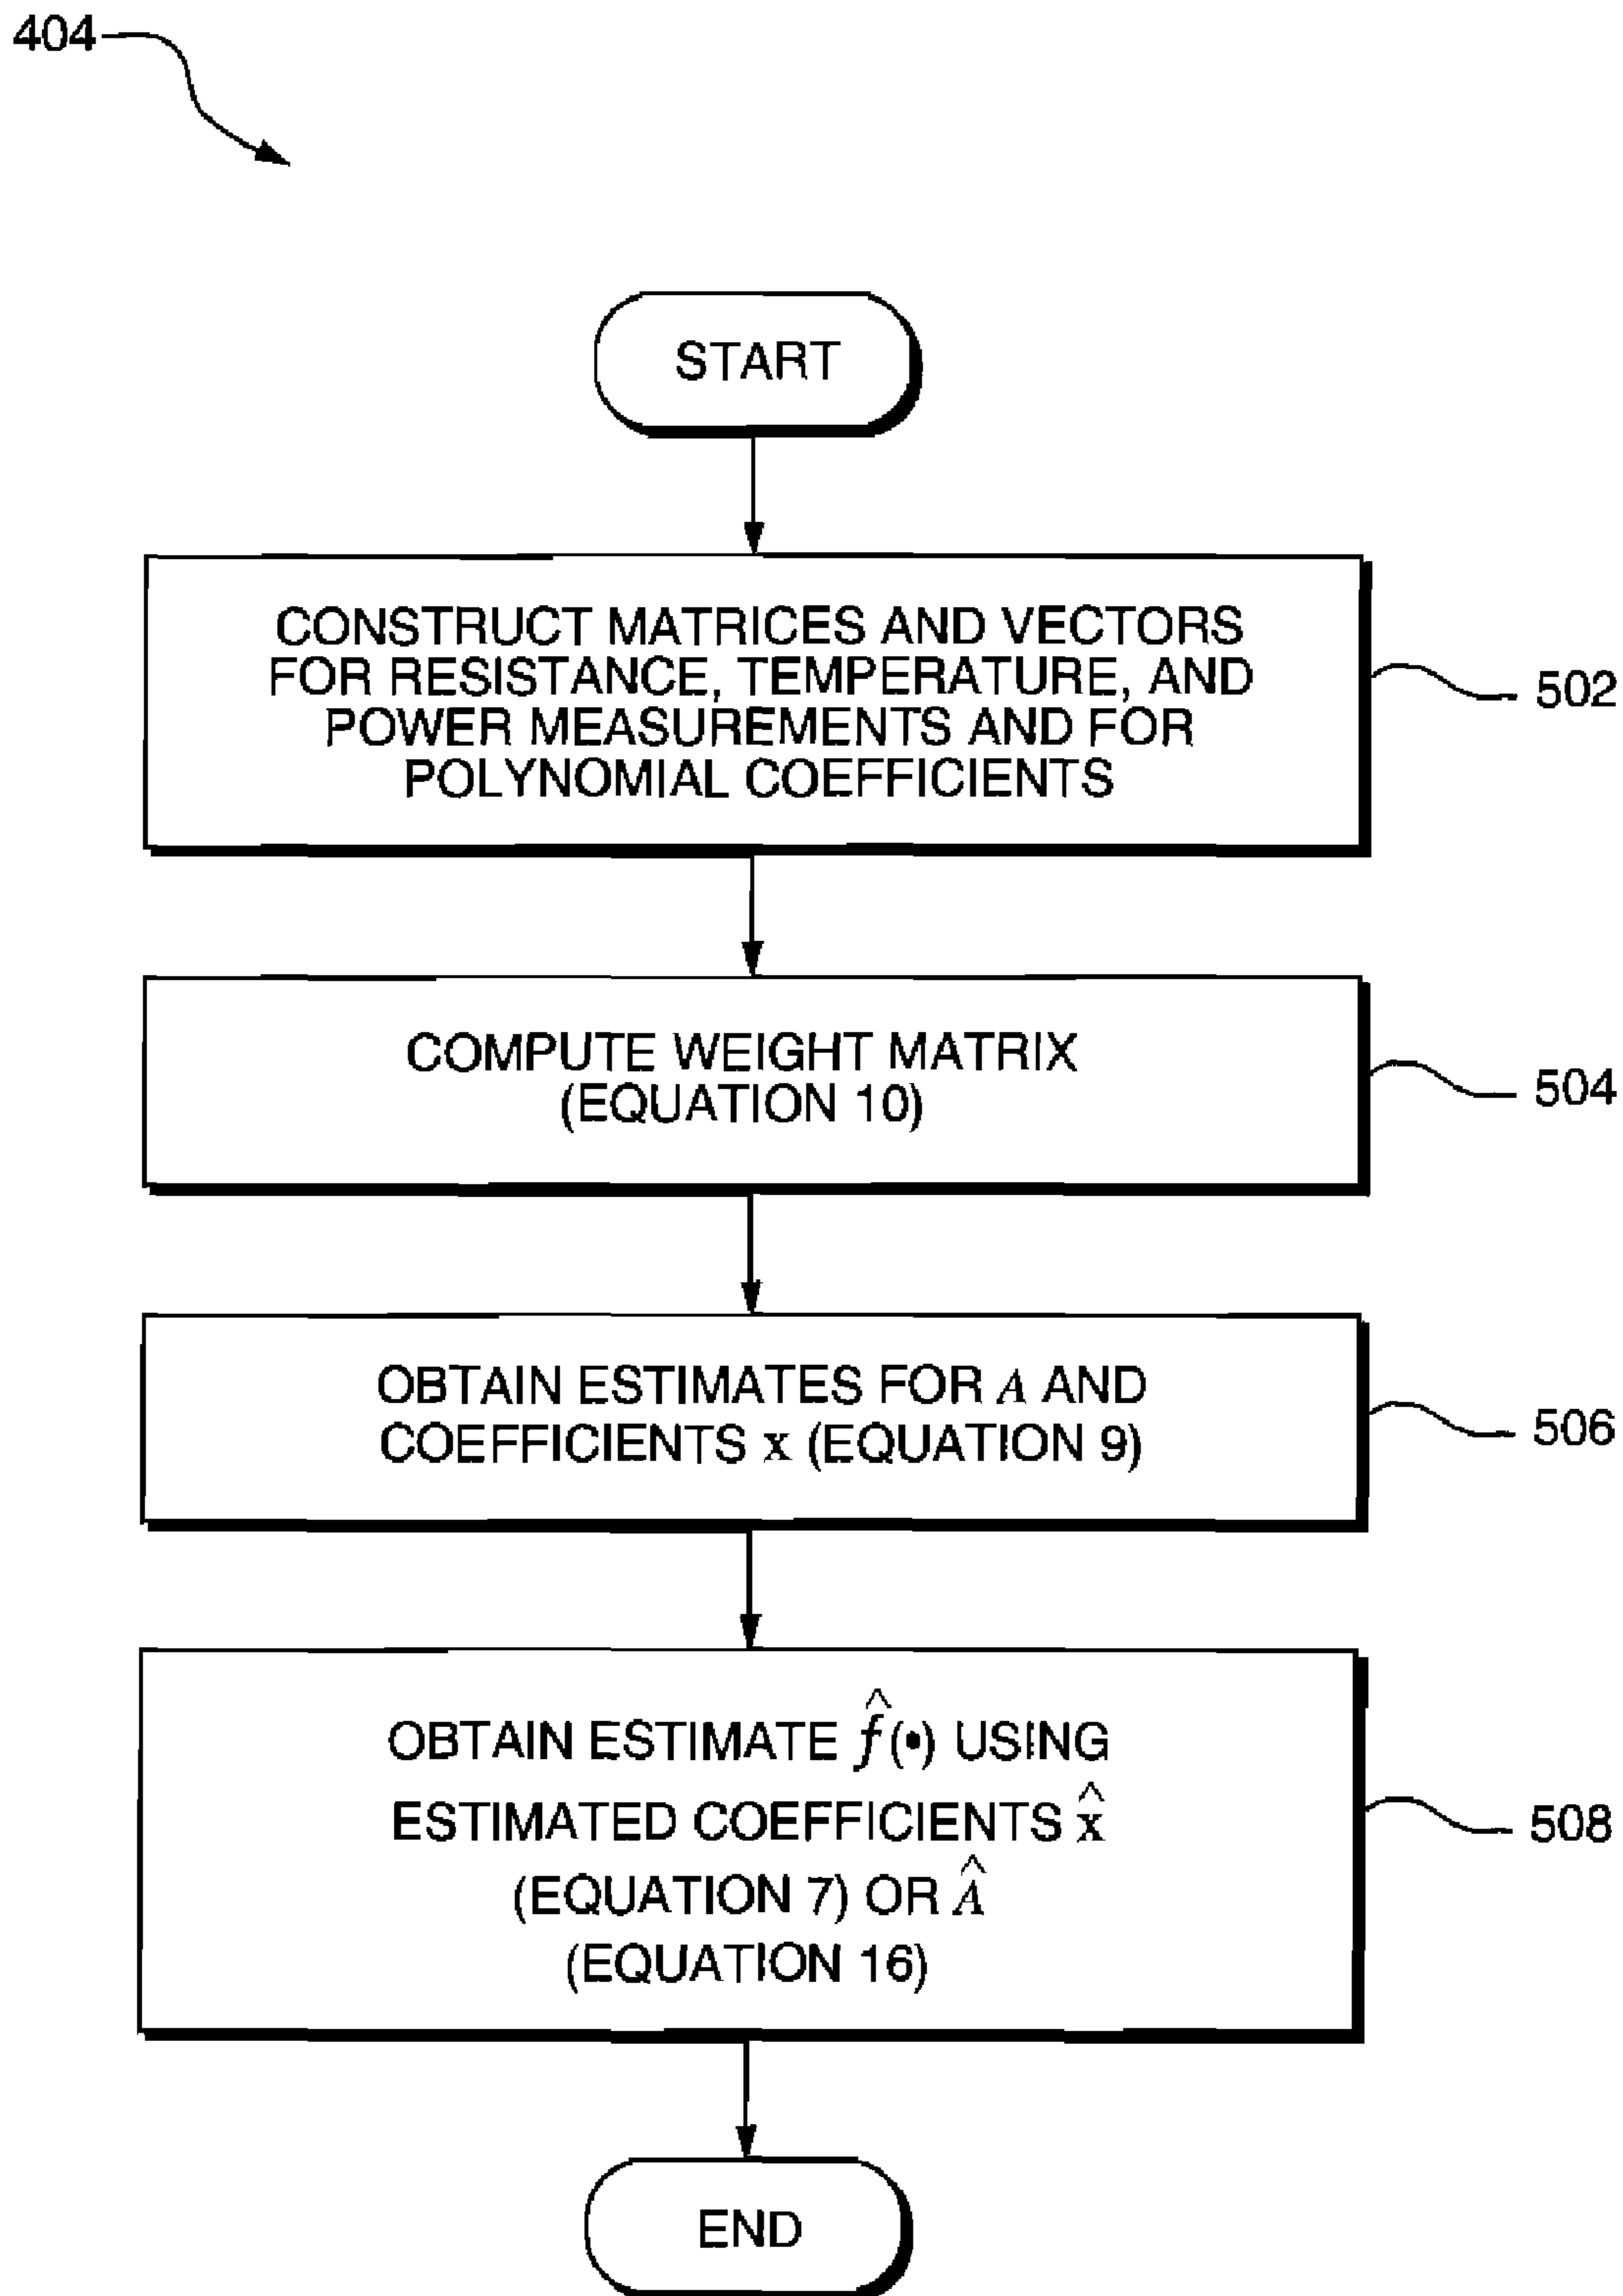 404
START
CONSTRUCT MATRICES AND VECTORS
FOR RESISTANCE, TEMPERATURE, AND
POWER MEASUREMENTS AND FOR
POLYNOMIAL COEFFICIENTS
502
COMPUTE WEIGHT MATRIX
(EQUATION 10)
504
OBTAIN ESTIMATES FOR A AND
COEFFICIENTS x (EQUATION 9)
506
OBTAIN ESTIMATE f̂(•) USING
ESTIMATED COEFFICIENTS x̂
(EQUATION 7) OR Â
(EQUATION 16)
508
END